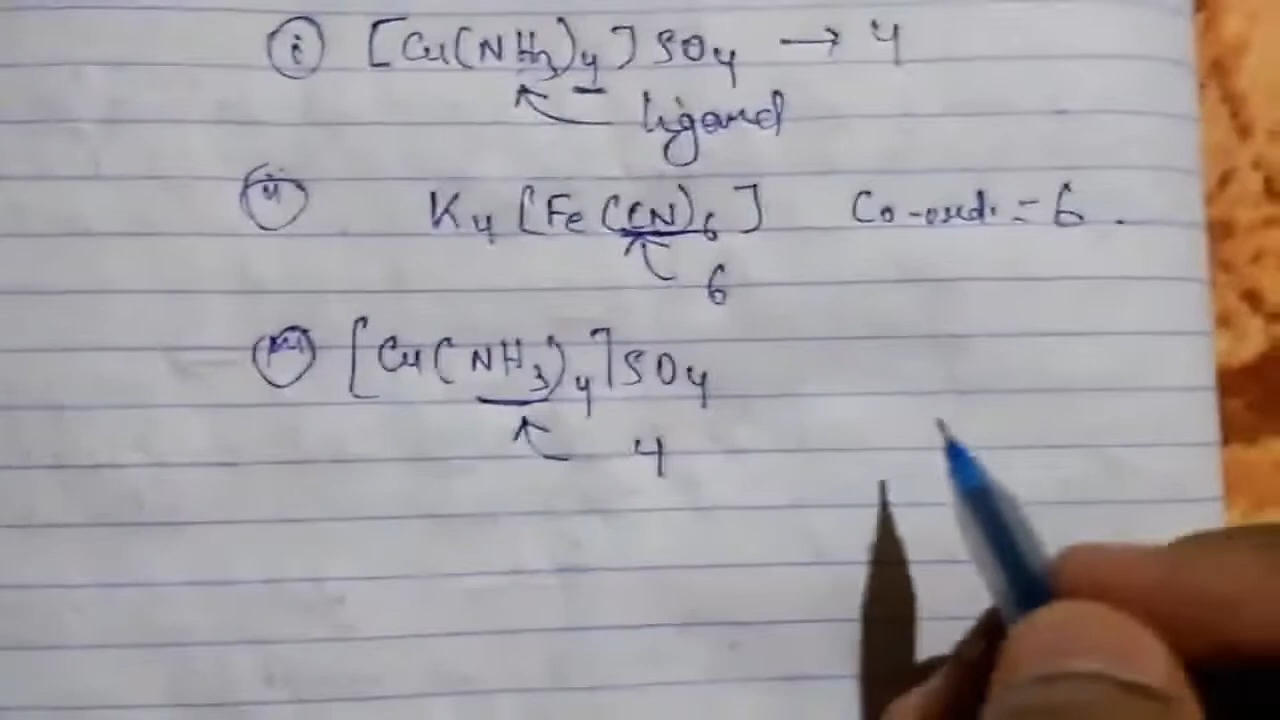 (i) [Cu(NH3)4]SO4 → 4
ligand
(ii) K4[Fe(CN)6] Co-ord. = 6.
6
(iii) [Cu(NH3)4]SO4
4